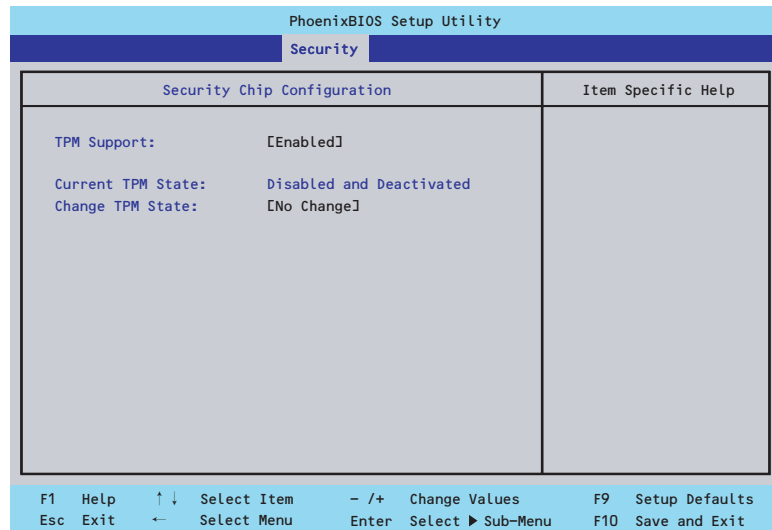 PhoenixBIOS Setup Utility
Security
Security Chip Configuration
Item Specific Help
TPM Support: [Enabled]
Current TPM State: Disabled and Deactivated
Change TPM State: [No Change]
F1 Help ↑↓ Select Item - /+ Change Values F9 Setup Defaults
Esc Exit ← Select Menu Enter Select ▶ Sub-Menu F10 Save and Exit